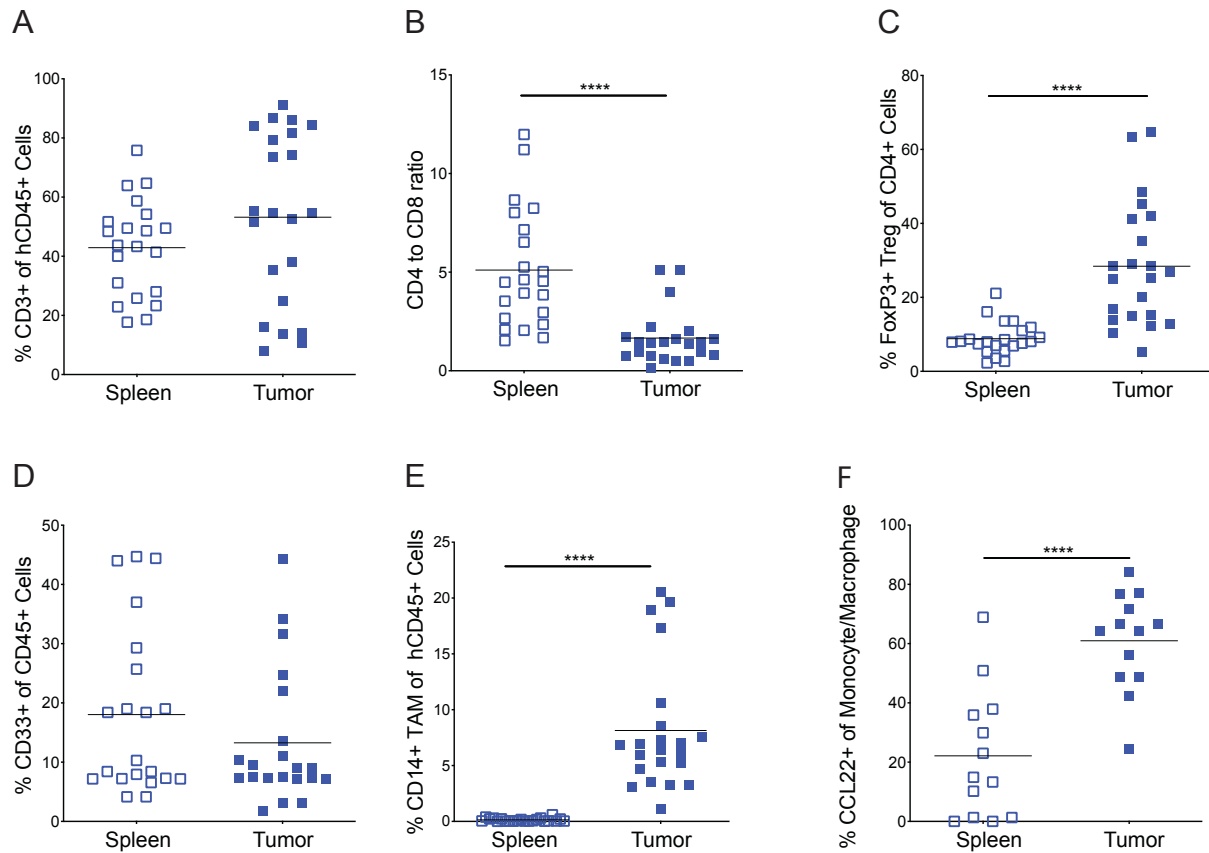 A
% CD3+ of hCD45+ Cells
100
80
60
40
20
0
Spleen
Tumor
B
CD4 to CD8 ratio
15
10
5
0
****
Spleen
Tumor
C
% FoxP3+ Treg of CD4+ Cells
80
60
40
20
0
****
Spleen
Tumor
D
% CD33+ of CD45+ Cells
50
40
30
20
10
0
Spleen
Tumor
E
% CD14+ TAM of hCD45+ Cells
25
20
15
10
5
0
****
Spleen
Tumor
F
% CCL22+ of Monocyte/Macrophage
100
80
60
40
20
0
****
Spleen
Tumor